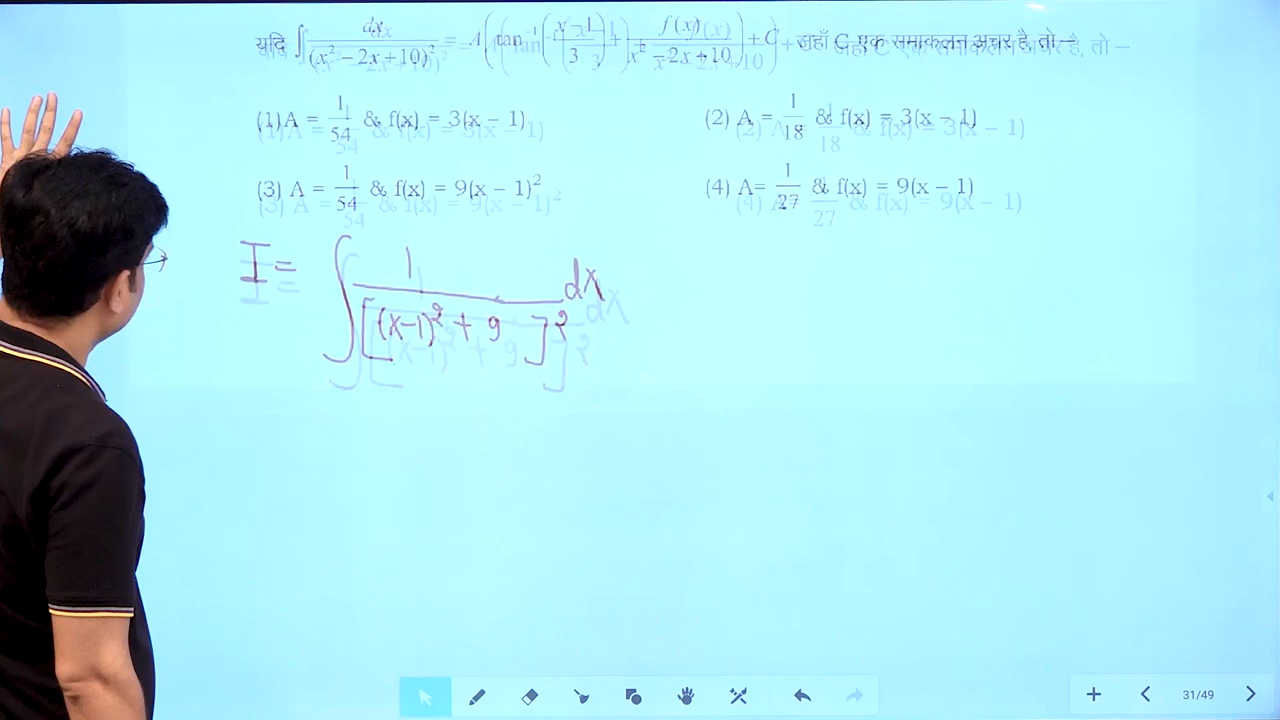 यदि ∫ dx/(x² − 2x + 10)² = A( tan⁻¹((x − 1)/3) + f(x)/(x² − 2x + 10) ) + C जहाँ C एक समाकलन अचर है, तो −
(1) A = 1/54 & f(x) = 3(x − 1) (2) A = 1/18 & f(x) = 3(x − 1)
(3) A = 1/54 & f(x) = 9(x − 1)² (4) A= 1/27 & f(x) = 9(x − 1)
I = ∫ 1/[(x−1)² + 9]² dx
31/49